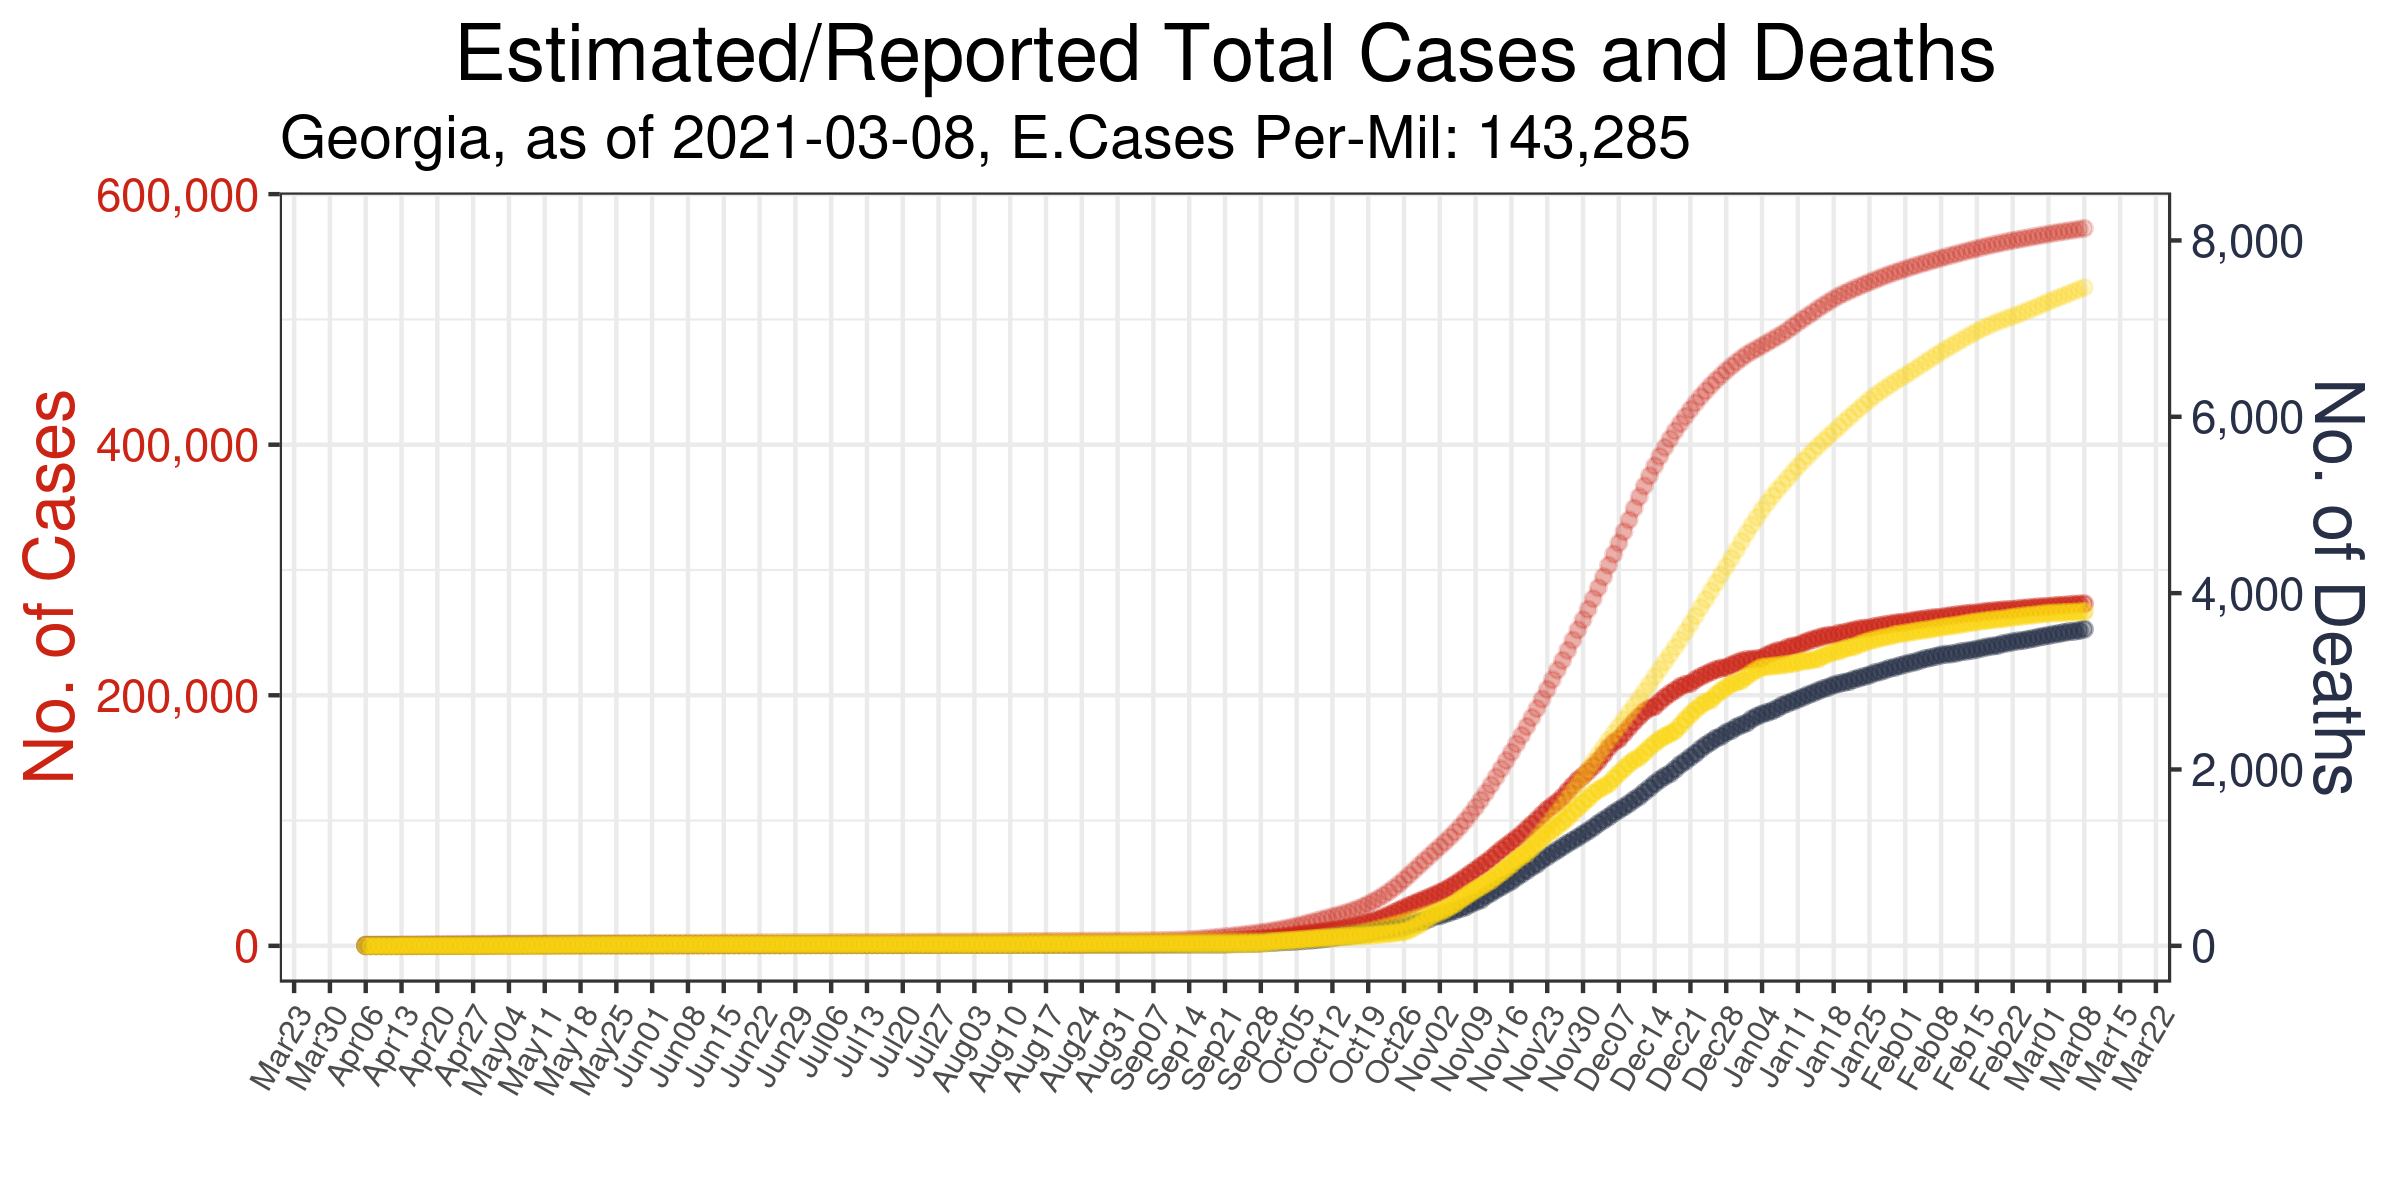 Estimated/Reported Total Cases and Deaths
Georgia, as of 2021-03-08, E.Cases Per-Mil: 143,285
No. of Cases
600,000
400,000
200,000
0
8,000
6,000
4,000
2,000
0
No. of Deaths
Mar23
Mar30
Apr06
Apr13
Apr20
Apr27
May04
May11
May18
May25
Jun01
Jun08
Jun15
Jun22
Jun29
Jul06
Jul13
Jul20
Jul27
Aug03
Aug10
Aug17
Aug24
Aug31
Sep07
Sep14
Sep21
Sep28
Oct05
Oct12
Oct19
Oct26
Nov02
Nov09
Nov16
Nov23
Nov30
Dec07
Dec14
Dec21
Dec28
Jan04
Jan11
Jan18
Jan25
Feb01
Feb08
Feb15
Feb22
Mar01
Mar08
Mar15
Mar22